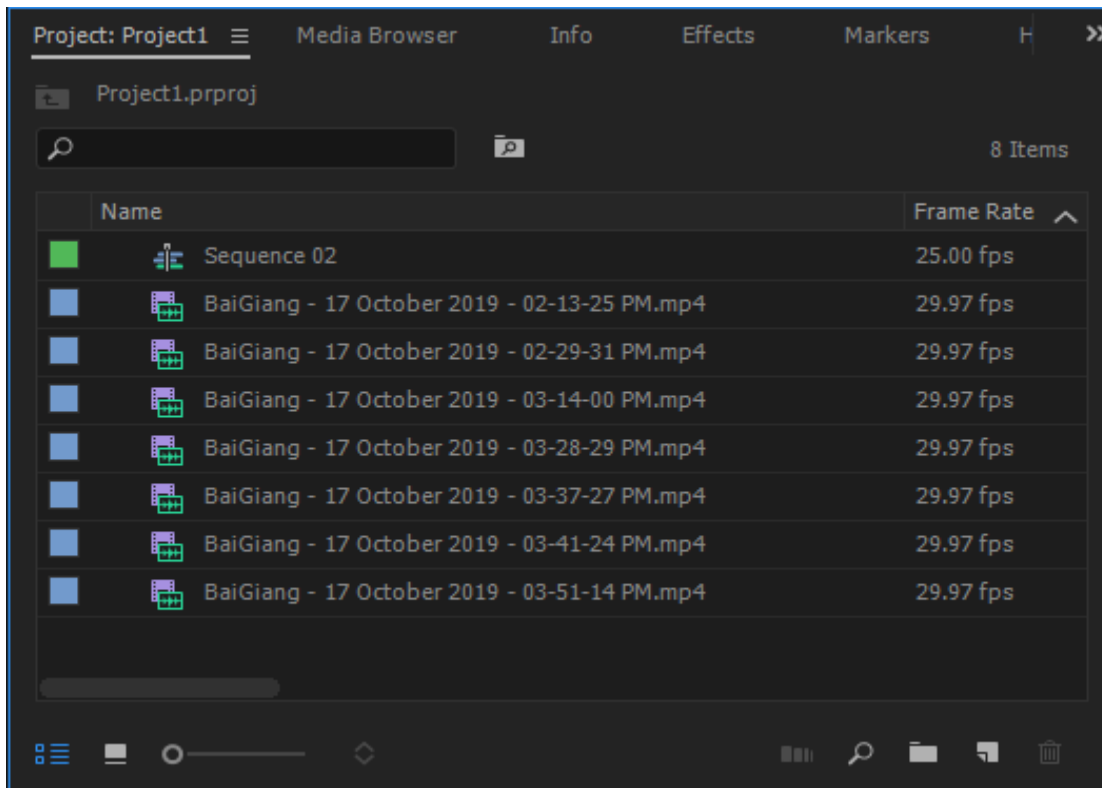 Project: Project1 Media Browser Info Effects Markers H
Project1.prproj
8 Items
Name Frame Rate
Sequence 02 25.00 fps
BaiGiang - 17 October 2019 - 02-13-25 PM.mp4 29.97 fps
BaiGiang - 17 October 2019 - 02-29-31 PM.mp4 29.97 fps
BaiGiang - 17 October 2019 - 03-14-00 PM.mp4 29.97 fps
BaiGiang - 17 October 2019 - 03-28-29 PM.mp4 29.97 fps
BaiGiang - 17 October 2019 - 03-37-27 PM.mp4 29.97 fps
BaiGiang - 17 October 2019 - 03-41-24 PM.mp4 29.97 fps
BaiGiang - 17 October 2019 - 03-51-14 PM.mp4 29.97 fps